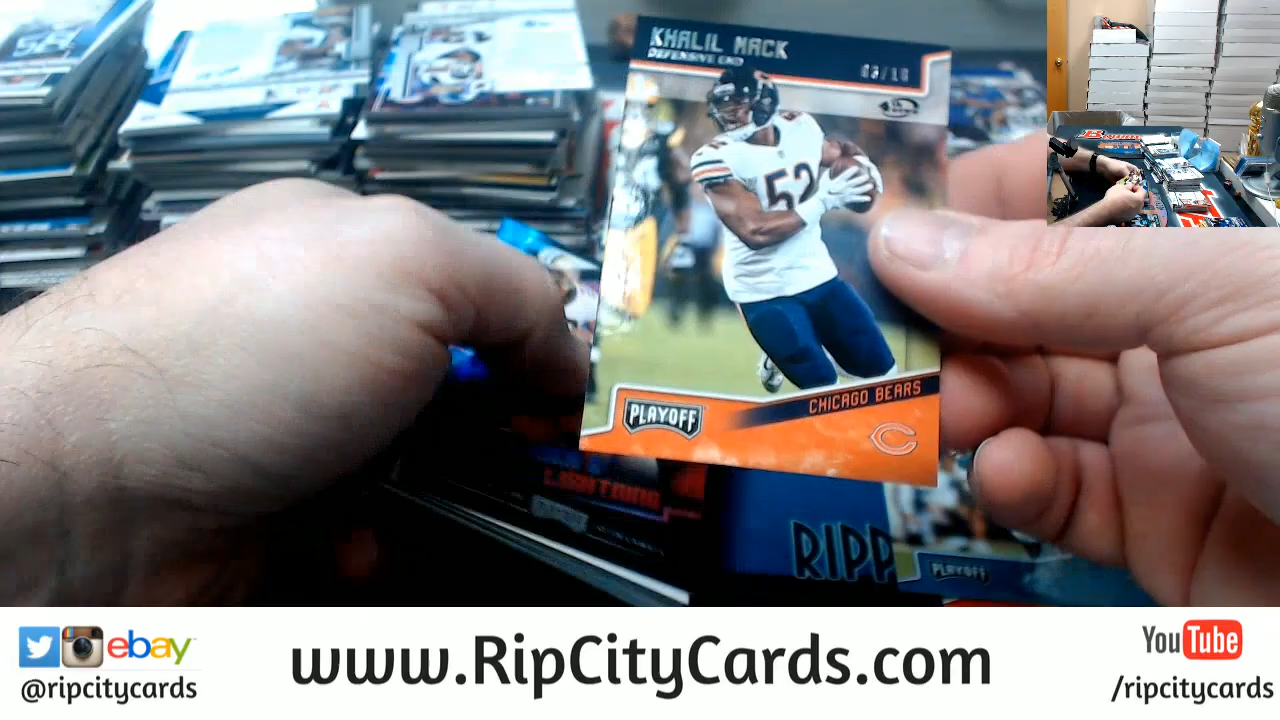 KHALIL MACK
DEFENSIVE END
52
CHICAGO BEARS
PLAYOFF
LIGHTNING
RIPP
PLAYOFF
ebay
www.RipCityCards.com
YouTube
@ripcitycards
/ripcitycards